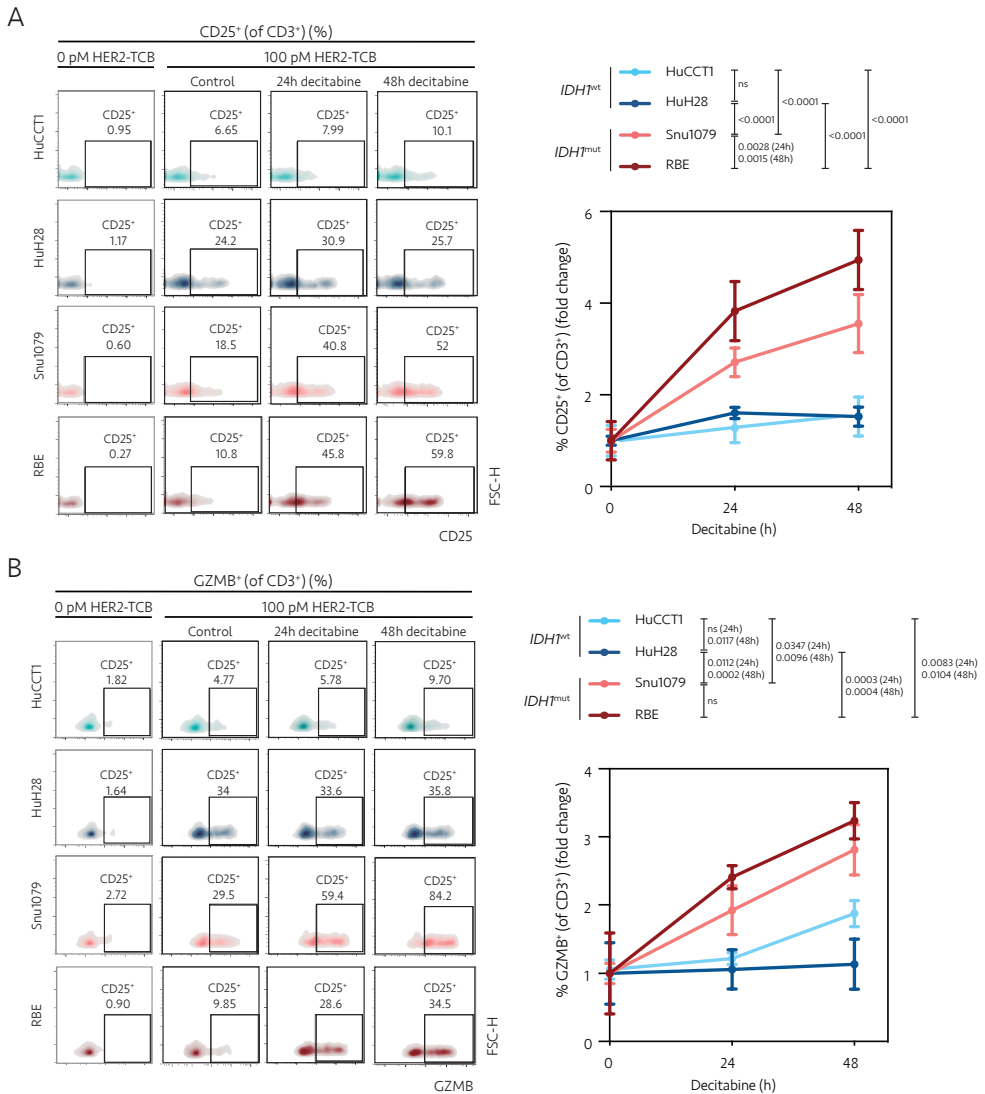 A
CD25⁺ (of CD3⁺) (%)
0 pM HER2-TCB
100 pM HER2-TCB
Control
24h decitabine
48h decitabine
HuCCT1
CD25⁺
0.95
CD25⁺
6.65
CD25⁺
7.99
CD25⁺
10.1
HuH28
CD25⁺
1.17
CD25⁺
24.2
CD25⁺
30.9
CD25⁺
25.7
Snu1079
CD25⁺
0.60
CD25⁺
18.5
CD25⁺
40.8
CD25⁺
52
RBE
CD25⁺
0.27
CD25⁺
10.8
CD25⁺
45.8
CD25⁺
59.8
FSC-H
CD25
IDH1ʷᵗ
HuCCT1
HuH28
IDH1ᵐᵘᵗ
Snu1079
RBE
ns
<0.0001
0.0028 (24h)
0.0015 (48h)
<0.0001
<0.0001
<0.0001
% CD25⁺ (of CD3⁺) (fold change)
6
4
2
0
0
24
48
Decitabine (h)
B
GZMB⁺ (of CD3⁺) (%)
0 pM HER2-TCB
100 pM HER2-TCB
Control
24h decitabine
48h decitabine
HuCCT1
CD25⁺
1.82
CD25⁺
4.77
CD25⁺
5.78
CD25⁺
9.70
HuH28
CD25⁺
1.64
CD25⁺
34
CD25⁺
33.6
CD25⁺
35.8
Snu1079
CD25⁺
2.72
CD25⁺
29.5
CD25⁺
59.4
CD25⁺
84.2
RBE
CD25⁺
0.90
CD25⁺
9.85
CD25⁺
28.6
CD25⁺
34.5
FSC-H
GZMB
IDH1ʷᵗ
HuCCT1
HuH28
IDH1ᵐᵘᵗ
Snu1079
RBE
ns (24h)
0.0117 (48h)
0.0112 (24h)
0.0002 (48h)
ns
0.0347 (24h)
0.0096 (48h)
0.0003 (24h)
0.0004 (48h)
0.0083 (24h)
0.0104 (48h)
% GZMB⁺ (of CD3⁺) (fold change)
4
3
2
1
0
0
24
48
Decitabine (h)